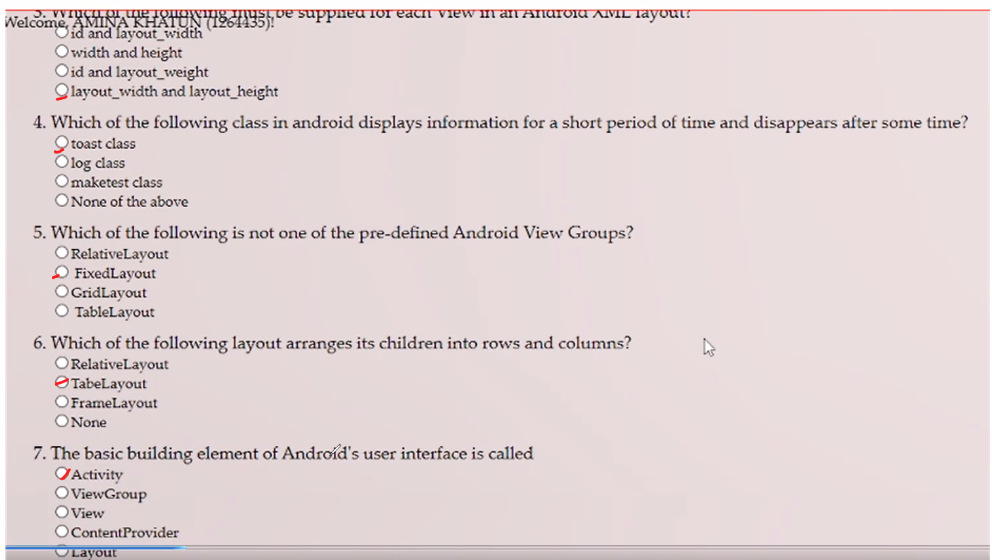 3. Which of the following must be supplied for each View in an Android XML layout?
Welcome, AMINA KHATUN (1264435)!
id and layout_width
width and height
id and layout_weight
layout_width and layout_height
4. Which of the following class in android displays information for a short period of time and disappears after some time?
toast class
log class
maketest class
None of the above
5. Which of the following is not one of the pre-defined Android View Groups?
RelativeLayout
FixedLayout
GridLayout
TableLayout
6. Which of the following layout arranges its children into rows and columns?
RelativeLayout
TabeLayout
FrameLayout
None
7. The basic building element of Android's user interface is called
Activity
ViewGroup
View
ContentProvider
Layout